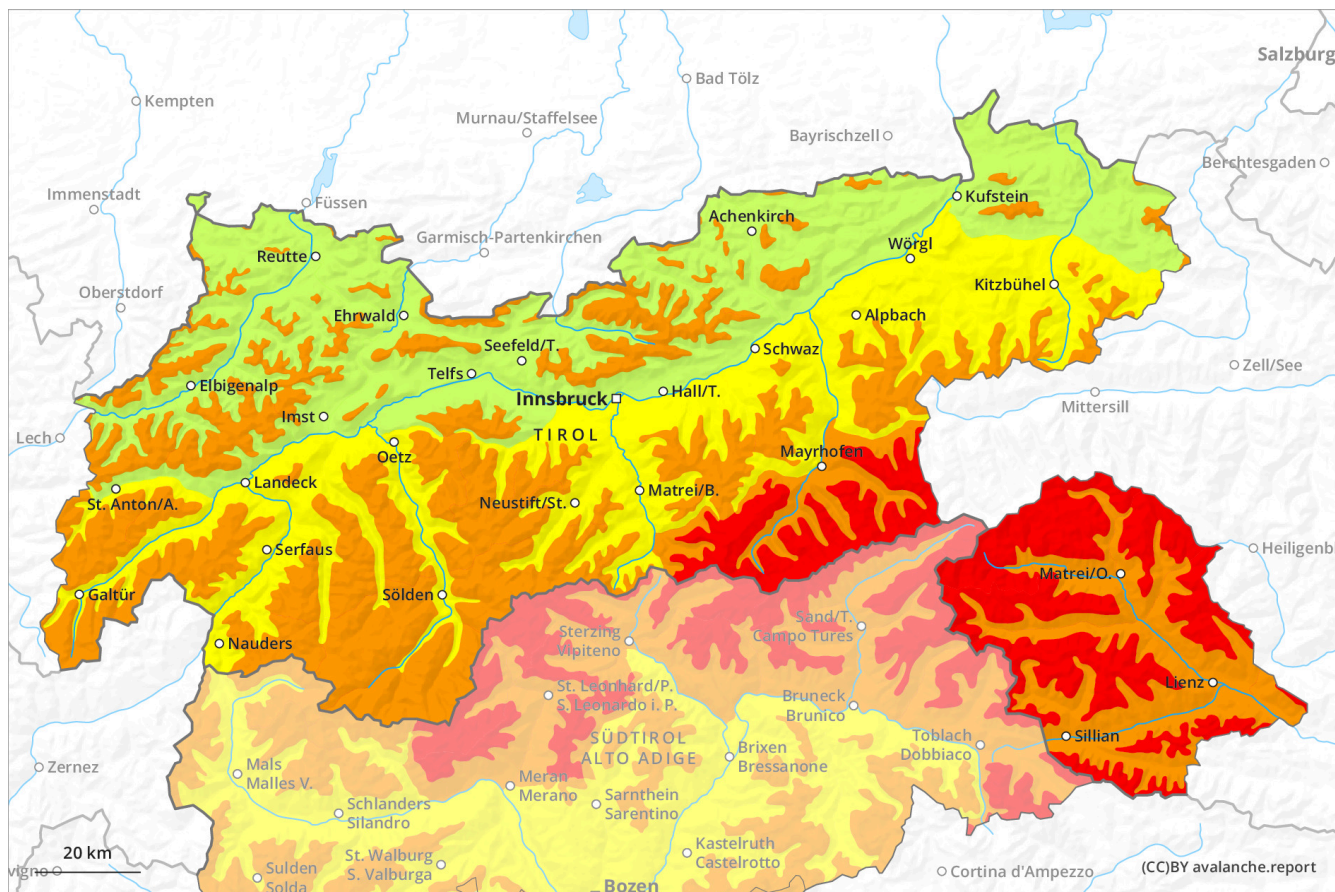 Salzburg
Bad Tölz
Kempten
Murnau/Staffelsee
Bayrischzell
Berchtesgaden
Immenstadt
Füssen
Kufstein
Achenkirch
Garmisch-Partenkirchen
Wörgl
Reutte
Kitzbühel
Oberstdorf
Ehrwald
Alpbach
Seefeld/T.
Schwaz
Zell/See
Telfs
Elbigenalp
Hall/T.
Innsbruck
Mittersill
Imst
Lech
TIROL
Mayrhofen
Oetz
Landeck
St. Anton/A.
Neustift/St.
Matrei/B.
Serfaus
Heiligenb
Matrei/O.
Galtür
Sölden
Sand/T.
Campo Tures
Sterzing
Vipiteno
Nauders
Lienz
St. Leonhard/P.
S. Leonardo i. P.
Bruneck
Brunico
Sillian
SÜDTIROL
ALTO ADIGE
Toblach
Dobbiaco
Brixen
Bressanone
Zernez
Mals
Malles V.
Meran
Merano
Sarnthein
Sarentino
Schlanders
Silandro
Kastelruth
Castelrotto
20 km
St. Walburg
S. Valburga
vigno
Sulden
Solda
Cortina d'Ampezzo
(CC)BY avalanche.report
Bozen